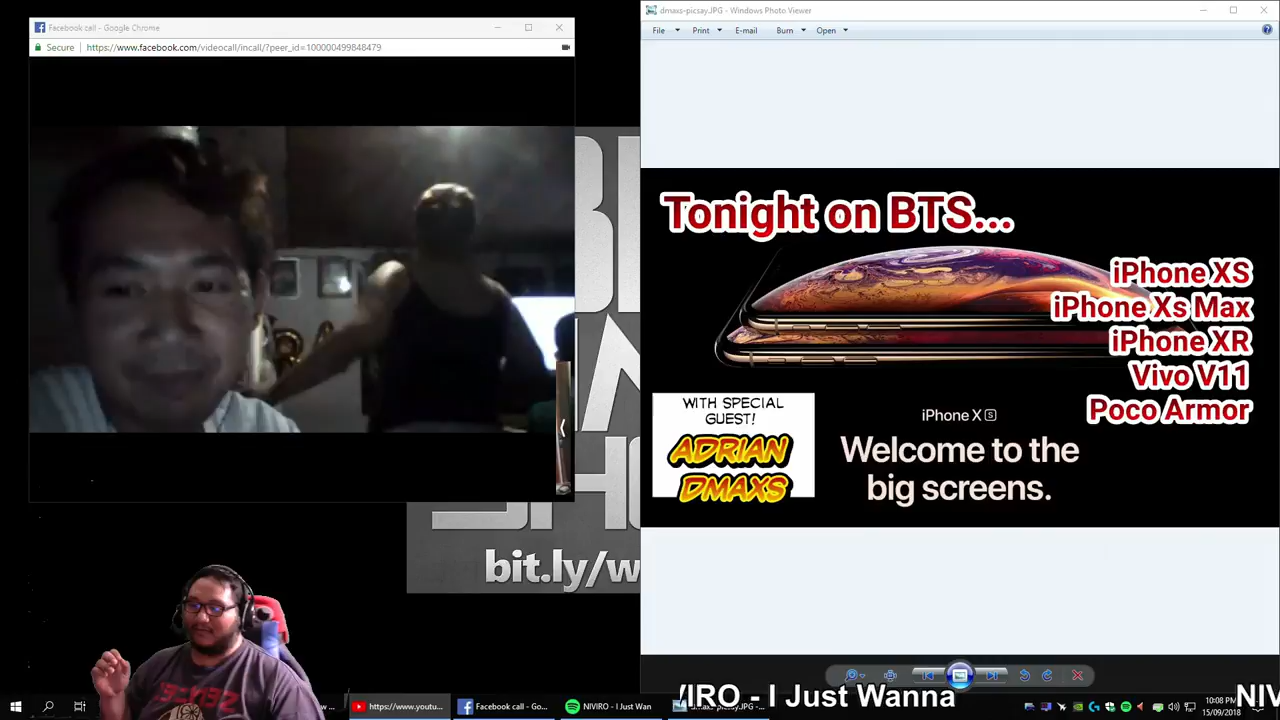 Facebook call - Google Chrome
Secure
https://www.facebook.com/videocall/incall/?peer_id=100000499848479
dmaxs-picsay.JPG - Windows Photo Viewer
File
Print
E-mail
Burn
Open
Tonight on BTS...
iPhone XS
iPhone Xs Max
iPhone XR
Vivo V11
Poco Armor
WITH SPECIAL
GUEST!
ADRIAN
DMAXS
iPhone XS
Welcome to the
big screens.
bit.ly/w
VIRO - I Just Wanna
NIV
https://www.youtu...
Facebook call - Go...
NIVIRO - I Just Wan
dmaxs-picsay.JPG -...
10:08 PM
15/09/2018